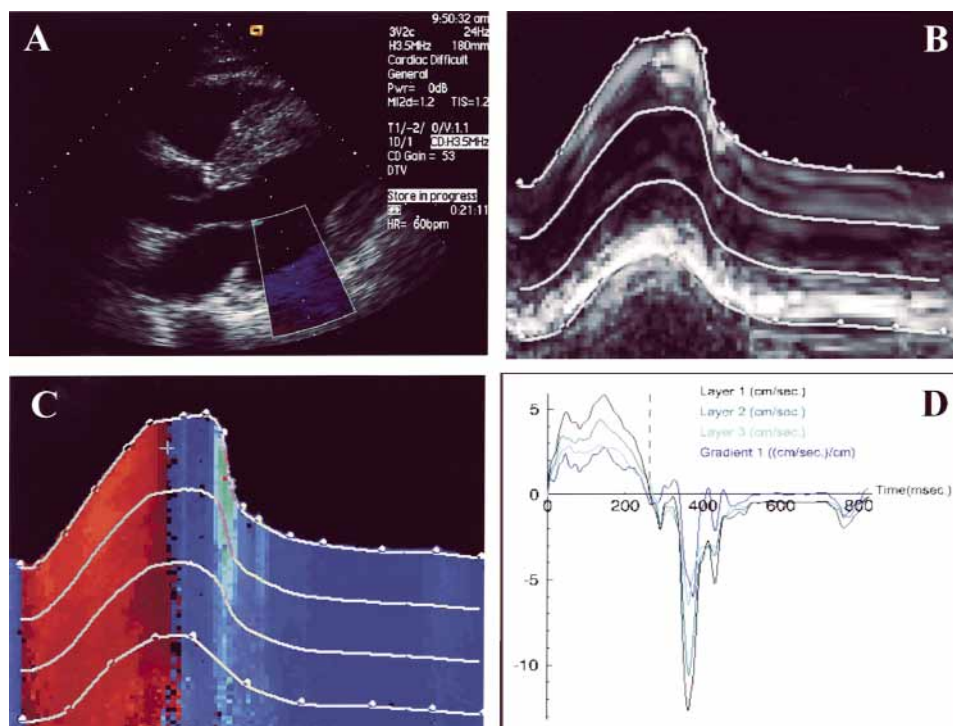 A
9:50:32 am
3V2c 24Hz
H3.5MHz 180mm
Cardiac Difficult
General
Pwr= 0dB
MI2d=1.2 TIS=1.2
T1/-2/ 0/V:1.1
1D/1 CD:H3.5MHz
CD Gain = 53
DTV
Store in progress
0:21:11
HR= 60bpm
B
C
D
Layer 1 (cm/sec.)
Layer 2 (cm/sec.)
Layer 3 (cm/sec.)
Gradient 1 ((cm/sec.)/cm)
5
0
-5
-10
0 200 400 600 800
Time(msec.)